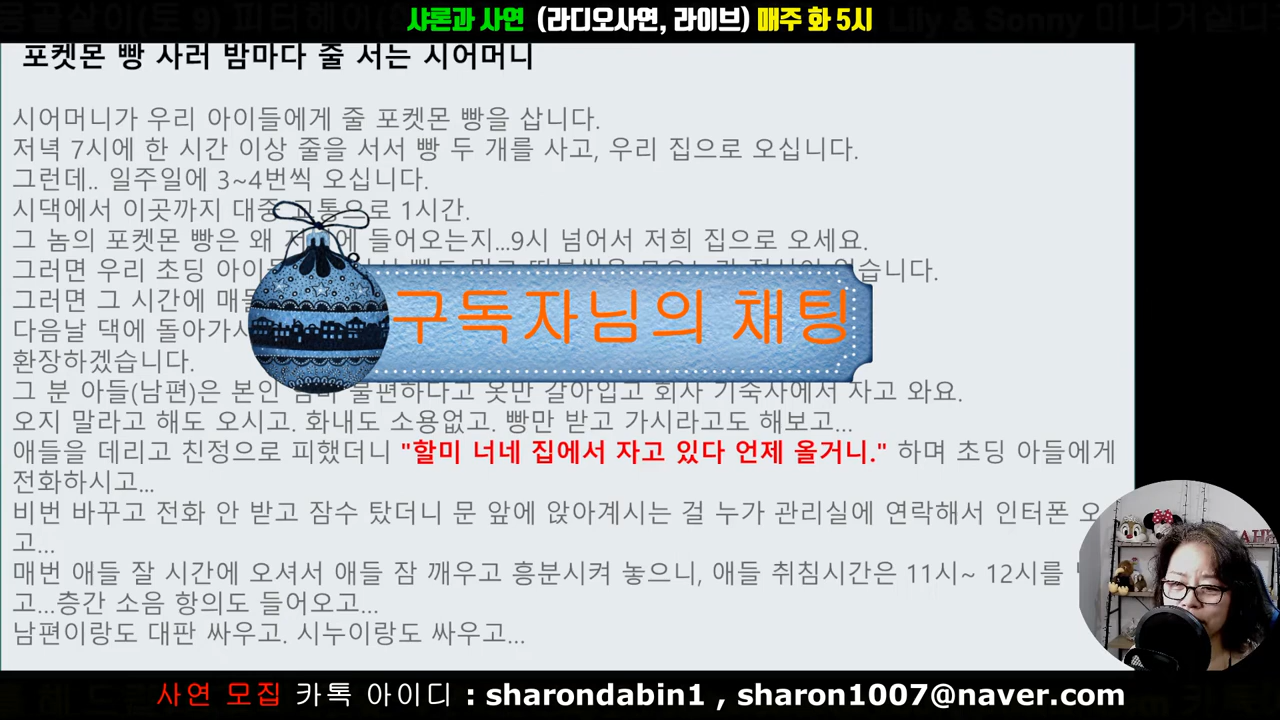 샤론과 사연 (라디오사연, 라이브) 매주 화 5시
포켓몬 빵 사러 밤마다 줄 서는 시어머니
시어머니가 우리 아이들에게 줄 포켓몬 빵을 삽니다.
저녁 7시에 한 시간 이상 줄을 서서 빵 두 개를 사고, 우리 집으로 오십니다.
그런데.. 일주일에 3~4번씩 오십니다.
시댁에서 이곳까지 대중 교통으로 1시간.
그 놈의 포켓몬 빵은 왜 들어오는지...9시 넘어서 저희 집으로 오세요.
그러면 우리 초딩
그러면 그 시간에
다음날 댁에
환장하겠습니다.
구독자님의 채팅
그 분 아들(남편)은 본인 불편하다고 옷만 갈아입고 회사 기숙사에서 자고 와요.
오지 말라고 해도 오시고. 화내도 소용없고. 빵만 받고 가시라고도 해보고...
애들을 데리고 친정으로 피했더니 "할미 너네 집에서 자고 있다 언제 올거니." 하며 초딩 아들에게
전화하시고...
비번 바꾸고 전화 안 받고 잠수 탔더니 문 앞에 앉아계시는 걸 누가 관리실에 연락해서 인터폰 오
고...
매번 애들 잘 시간에 오셔서 애들 잠 깨우고 흥분시켜 놓으니, 애들 취침시간은 11시~ 12시를
고...층간 소음 항의도 들어오고...
남편이랑도 대판 싸우고. 시누이랑도 싸우고...
사연 모집 카톡 아이디 : sharondabin1 , sharon1007@naver.com